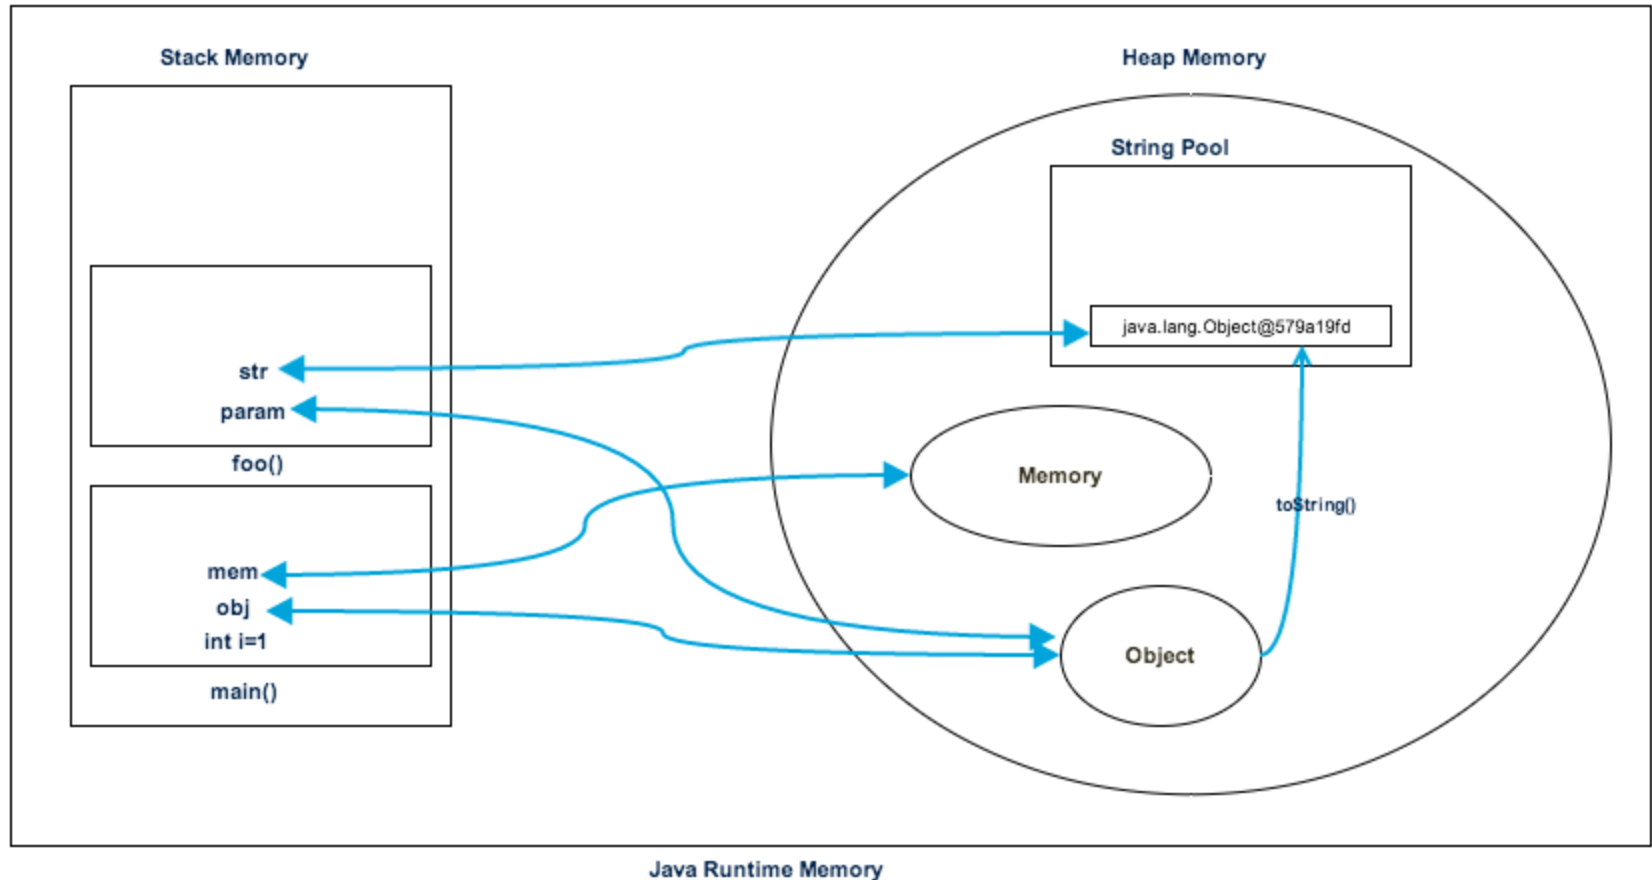 Stack Memory
Heap Memory
String Pool
java.lang.Object@579a19fd
str
param
foo()
Memory
toString()
mem
obj
int i=1
Object
main()
Java Runtime Memory